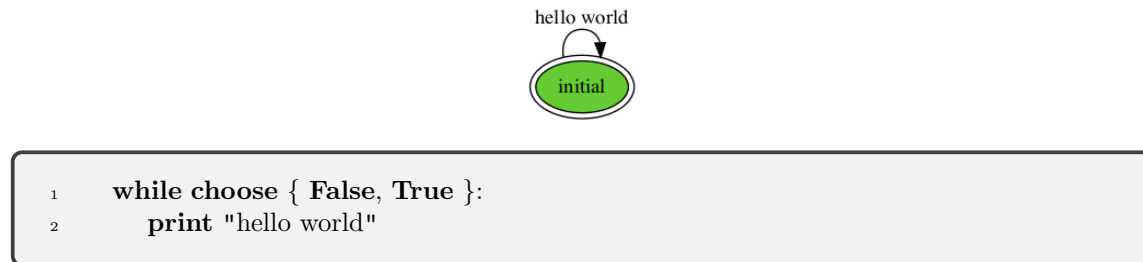 hello world
initial
1 while choose { False, True }:
2 print "hello world"